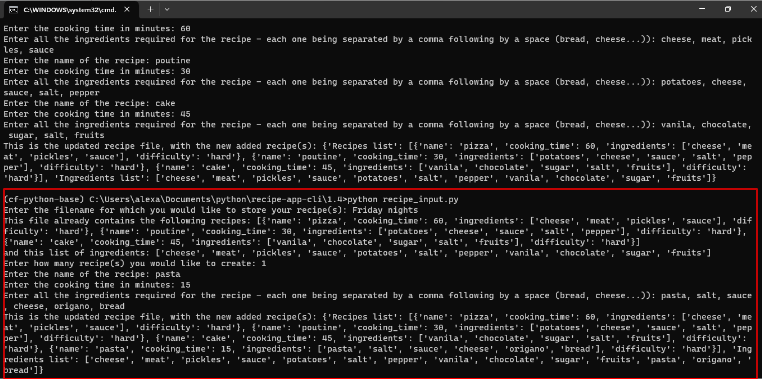 C:\WINDOWS\system32\cmd.
Enter the cooking time in minutes: 60
Enter all the ingredients required for the recipe - each one being separated by a comma following by a space (bread, cheese...)): cheese, meat, pick
les, sauce
Enter the name of the recipe: poutine
Enter the cooking time in minutes: 30
Enter all the ingredients required for the recipe - each one being separated by a comma following by a space (bread, cheese...)): potatoes, cheese,
sauce, salt, pepper
Enter the name of the recipe: cake
Enter the cooking time in minutes: 45
Enter all the ingredients required for the recipe - each one being separated by a comma following by a space (bread, cheese...)): vanila, chocolate,
 sugar, salt, fruits
This is the updated recipe file, with the new added recipe(s): {'Recipes list': [{'name': 'pizza', 'cooking_time': 60, 'ingredients': ['cheese', 'me
at', 'pickles', 'sauce'], 'difficulty': 'hard'}, {'name': 'poutine', 'cooking_time': 30, 'ingredients': ['potatoes', 'cheese', 'sauce', 'salt', 'pep
per'], 'difficulty': 'hard'}, {'name': 'cake', 'cooking_time': 45, 'ingredients': ['vanila', 'chocolate', 'sugar', 'salt', 'fruits'], 'difficulty':
'hard'}], 'Ingredients list': ['cheese', 'meat', 'pickles', 'sauce', 'potatoes', 'salt', 'pepper', 'vanila', 'chocolate', 'sugar', 'fruits']}
(cf-python-base) C:\Users\alexa\Documents\python\recipe-app-cli\1.4>python recipe_input.py
Enter the filename for which you would like to store your recipe(s): Friday nights
This file already contains the following recipes: [{'name': 'pizza', 'cooking_time': 60, 'ingredients': ['cheese', 'meat', 'pickles', 'sauce'], 'dif
ficulty': 'hard'}, {'name': 'poutine', 'cooking_time': 30, 'ingredients': ['potatoes', 'cheese', 'sauce', 'salt', 'pepper'], 'difficulty': 'hard'},
{'name': 'cake', 'cooking_time': 45, 'ingredients': ['vanila', 'chocolate', 'sugar', 'salt', 'fruits'], 'difficulty': 'hard'}]
and this list of ingredients: ['cheese', 'meat', 'pickles', 'sauce', 'potatoes', 'salt', 'pepper', 'vanila', 'chocolate', 'sugar', 'fruits']
Enter how many recipe(s) you would like to create: 1
Enter the name of the recipe: pasta
Enter the cooking time in minutes: 15
Enter all the ingredients required for the recipe - each one being separated by a comma following by a space (bread, cheese...)): pasta, salt, sauce
, cheese, origano, bread
This is the updated recipe file, with the new added recipe(s): {'Recipes list': [{'name': 'pizza', 'cooking_time': 60, 'ingredients': ['cheese', 'me
at', 'pickles', 'sauce'], 'difficulty': 'hard'}, {'name': 'poutine', 'cooking_time': 30, 'ingredients': ['potatoes', 'cheese', 'sauce', 'salt', 'pep
per'], 'difficulty': 'hard'}, {'name': 'cake', 'cooking_time': 45, 'ingredients': ['vanila', 'chocolate', 'sugar', 'salt', 'fruits'], 'difficulty':
'hard'}, {'name': 'pasta', 'cooking_time': 15, 'ingredients': ['pasta', 'salt', 'sauce', 'cheese', 'origano', 'bread'], 'difficulty': 'hard'}], 'Ing
redients list': ['cheese', 'meat', 'pickles', 'sauce', 'potatoes', 'salt', 'pepper', 'vanila', 'chocolate', 'sugar', 'fruits', 'pasta', 'origano', '
bread']}